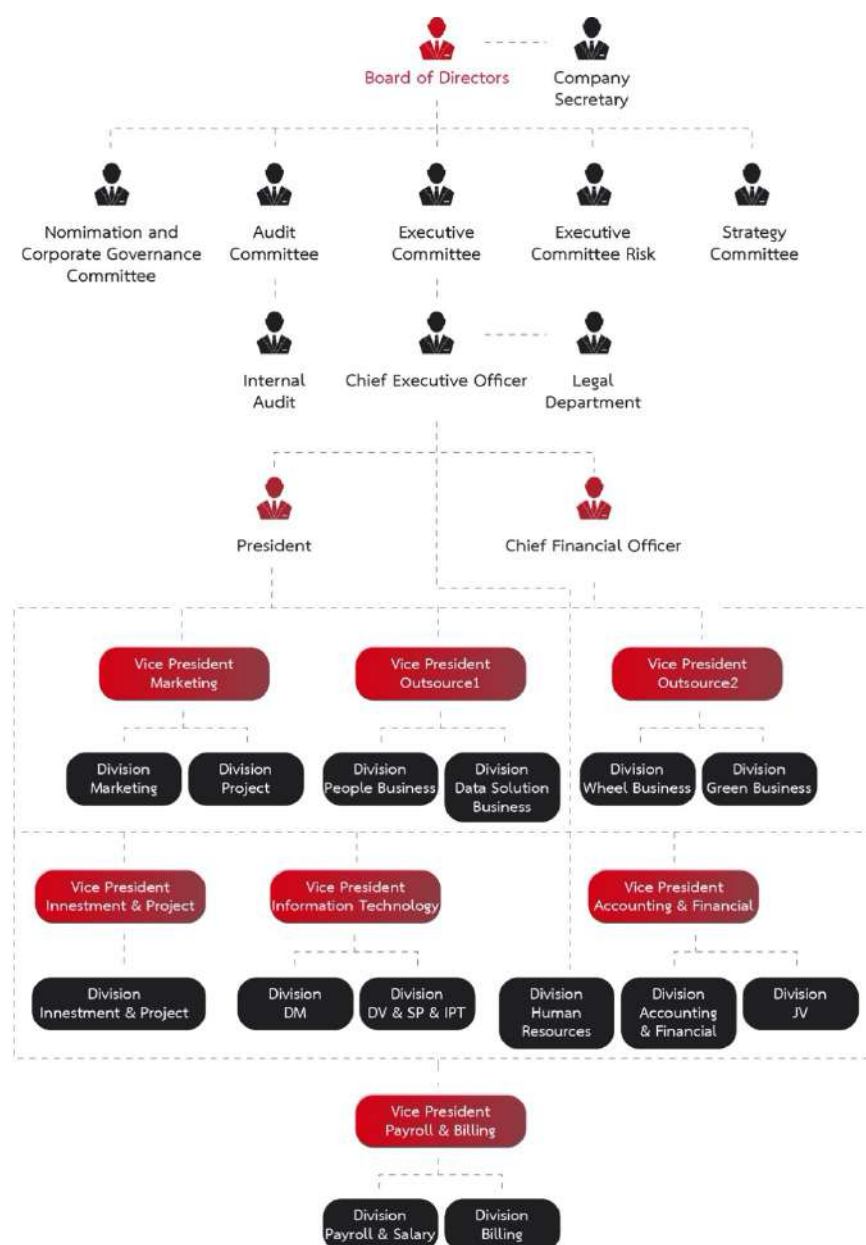 Board of Directors
Company
Secretary
Nomimation and
Corporate Governance
Committee
Audit
Committee
Executive
Committee
Executive
Committee Risk
Strategy
Committee
Internal
Audit
Chief Executive Officer
Legal
Department
President
Chief Financial Officer
Vice President
Marketing
Vice President
Outsource1
Vice President
Outsource2
Division
Marketing
Division
Project
Division
People Business
Division
Data Solution
Business
Division
Wheel Business
Division
Green Business
Vice President
Innestment & Project
Vice President
Information Technology
Vice President
Accounting & Financial
Division
Innestment & Project
Division
DM
Division
DV & SP & IPT
Division
Human
Resources
Division
Accounting
& Financial
Division
JV
Vice President
Payroll & Billing
Division
Payroll & Salary
Division
Billing